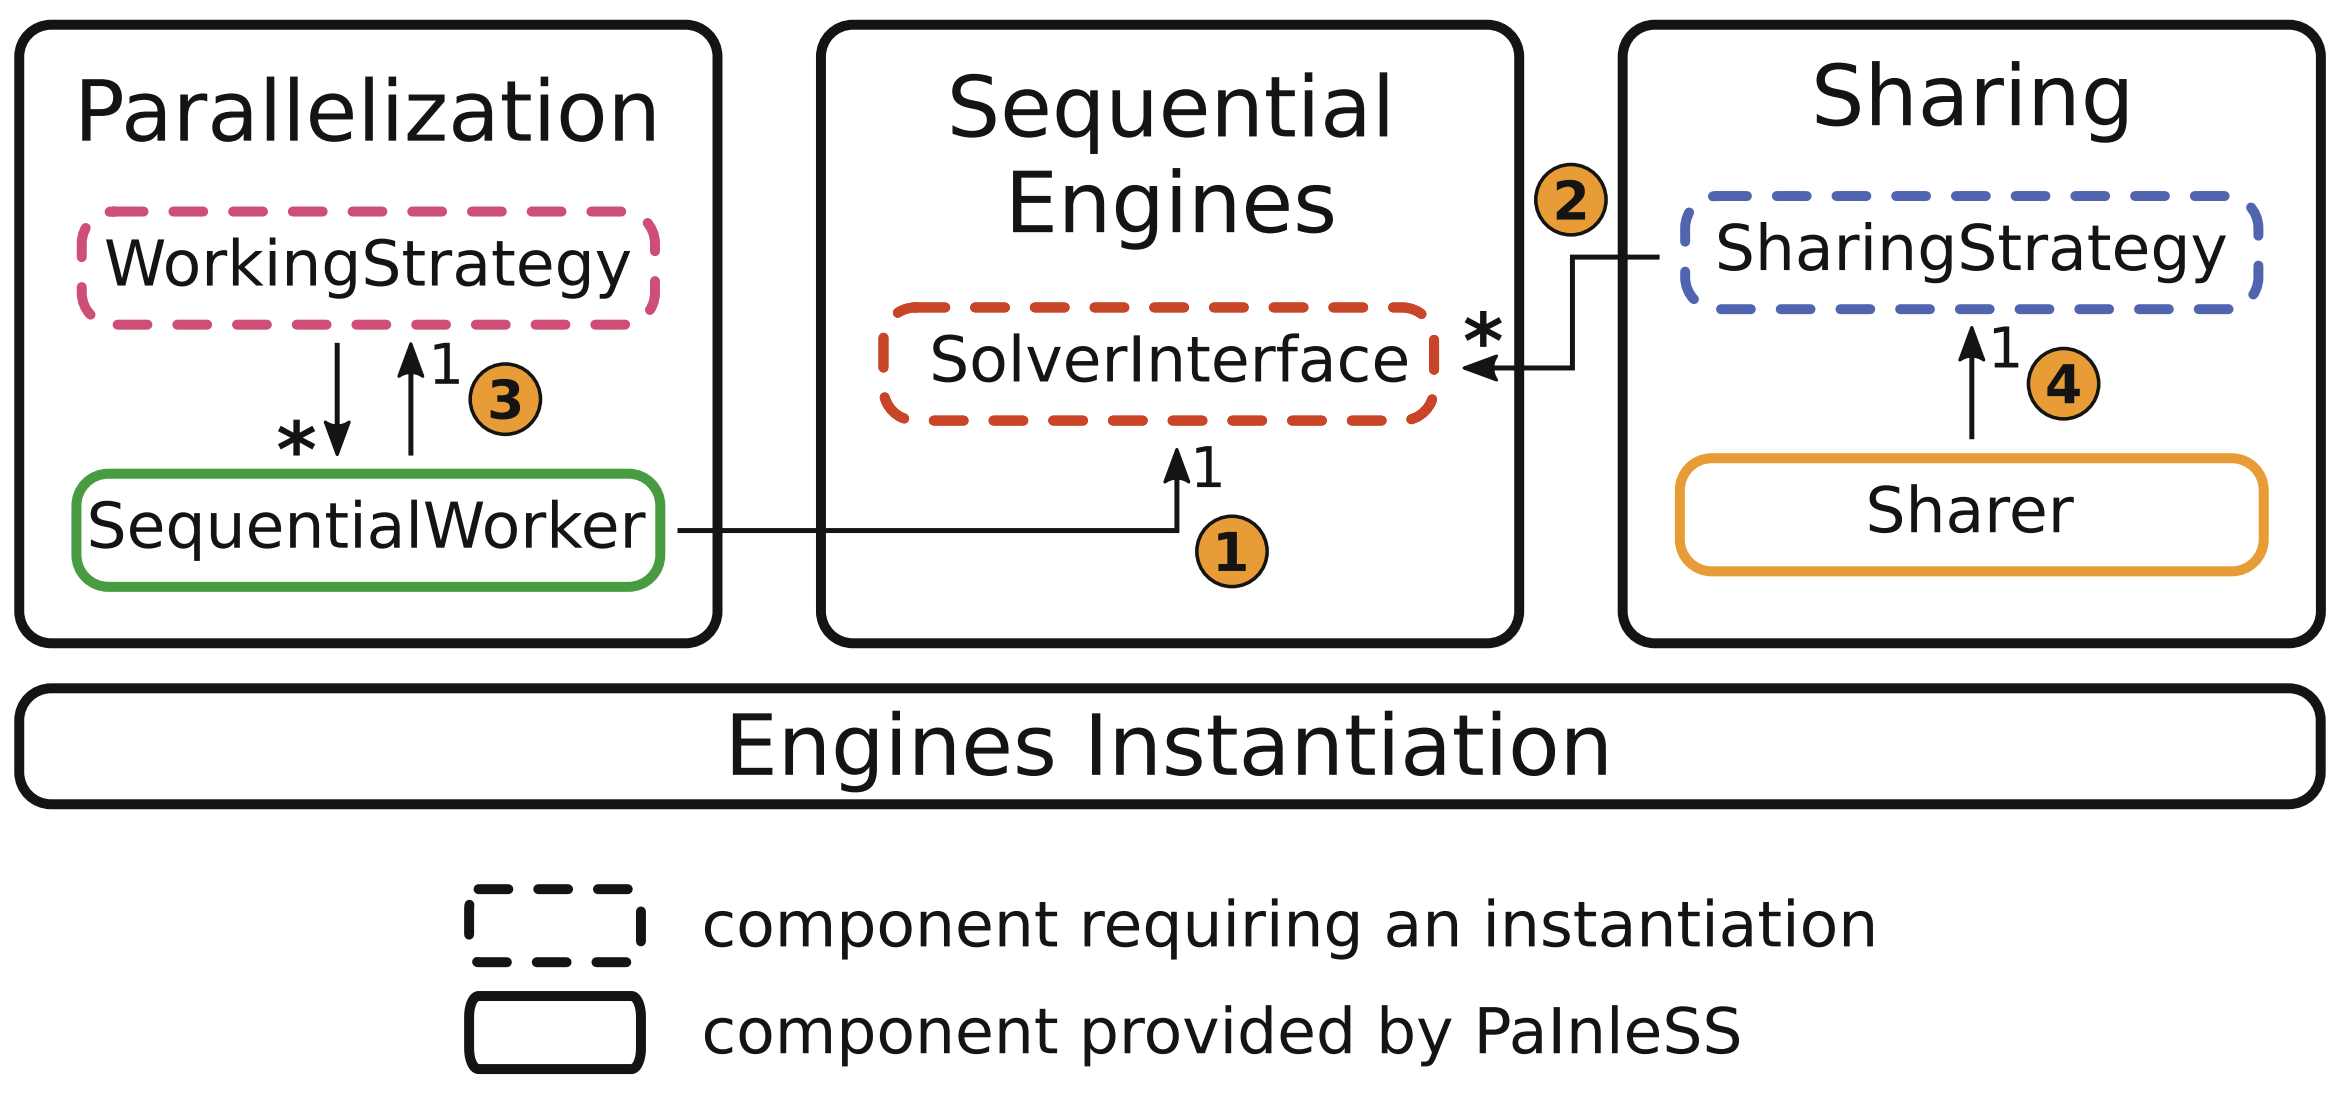 Parallelization
WorkingStrategy
1
3
*
SequentialWorker
Sequential
Engines
2
SolverInterface
*
1
1
Sharing
SharingStrategy
1
4
Sharer
Engines Instantiation
component requiring an instantiation
component provided by PaInleSS